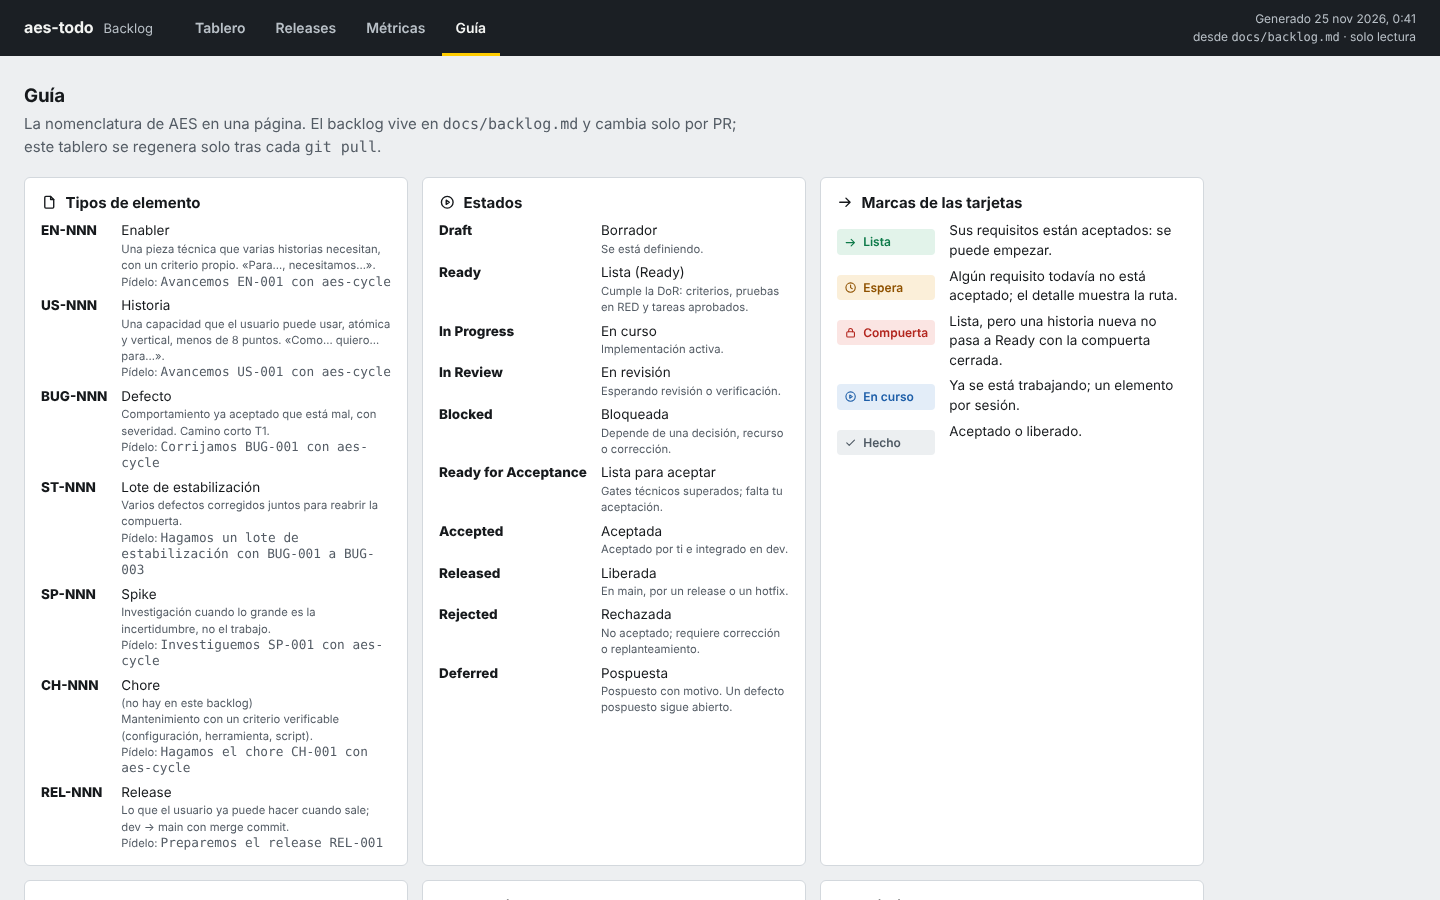 aes-todo Backlog Tablero Releases Métricas Guía
Generado 25 nov 2026, 0:41
desde docs/backlog.md · solo lectura
Guía
La nomenclatura de AES en una página. El backlog vive en docs/backlog.md y cambia solo por PR;
este tablero se regenera solo tras cada git pull.
Tipos de elemento
EN-NNN Enabler
Una pieza técnica que varias historias necesitan,
con un criterio propio. «Para…, necesitamos…».
Pídelo: Avancemos EN-001 con aes-cycle
US-NNN Historia
Una capacidad que el usuario puede usar, atómica
y vertical, menos de 8 puntos. «Como… quiero…
para…».
Pídelo: Avancemos US-001 con aes-cycle
BUG-NNN Defecto
Comportamiento ya aceptado que está mal, con
severidad. Camino corto T1.
Pídelo: Corrijamos BUG-001 con aes-
cycle
ST-NNN Lote de estabilización
Varios defectos corregidos juntos para reabrir la
compuerta.
Pídelo: Hagamos un lote de
estabilización con BUG-001 a BUG-
003
SP-NNN Spike
Investigación cuando lo grande es la
incertidumbre, no el trabajo.
Pídelo: Investiguemos SP-001 con aes-
cycle
CH-NNN Chore
(no hay en este backlog)
Mantenimiento con un criterio verificable
(configuración, herramienta, script).
Pídelo: Hagamos el chore CH-001 con
aes-cycle
REL-NNN Release
Lo que el usuario ya puede hacer cuando sale;
dev → main con merge commit.
Pídelo: Preparemos el release REL-001
Estados
Draft Borrador
Se está definiendo.
Ready Lista (Ready)
Cumple la DoR: criterios, pruebas
en RED y tareas aprobados.
In Progress En curso
Implementación activa.
In Review En revisión
Esperando revisión o verificación.
Blocked Bloqueada
Depende de una decisión, recurso
o corrección.
Ready for Acceptance Lista para aceptar
Gates técnicos superados; falta tu
aceptación.
Accepted Aceptada
Aceptado por ti e integrado en dev.
Released Liberada
En main, por un release o un hotfix.
Rejected Rechazada
No aceptado; requiere corrección
o replanteamiento.
Deferred Pospuesta
Pospuesto con motivo. Un defecto
pospuesto sigue abierto.
→ Marcas de las tarjetas
→ Lista Sus requisitos están aceptados: se
puede empezar.
Espera Algún requisito todavía no está
aceptado; el detalle muestra la ruta.
Compuerta Lista, pero una historia nueva no
pasa a Ready con la compuerta
cerrada.
En curso Ya se está trabajando; un elemento
por sesión.
✓ Hecho Aceptado o liberado.